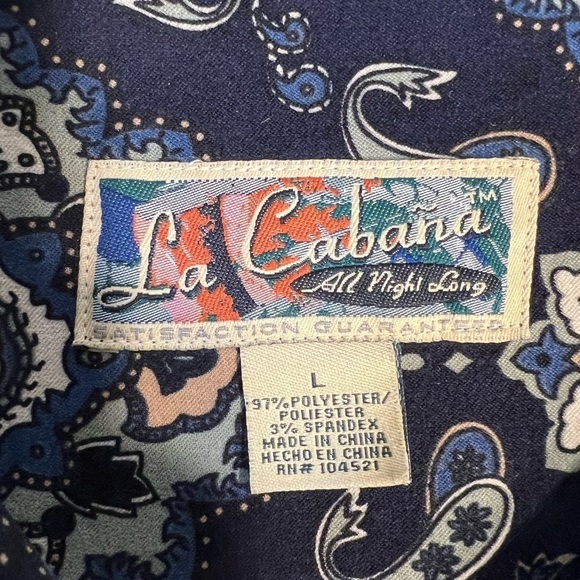 La Cabaña™
All Night Long
SATISFACTION GUARANTEED
L
97% POLYESTER/
POLIESTER
3% SPANDEX
MADE IN CHINA
HECHO EN CHINA
RN# 104521